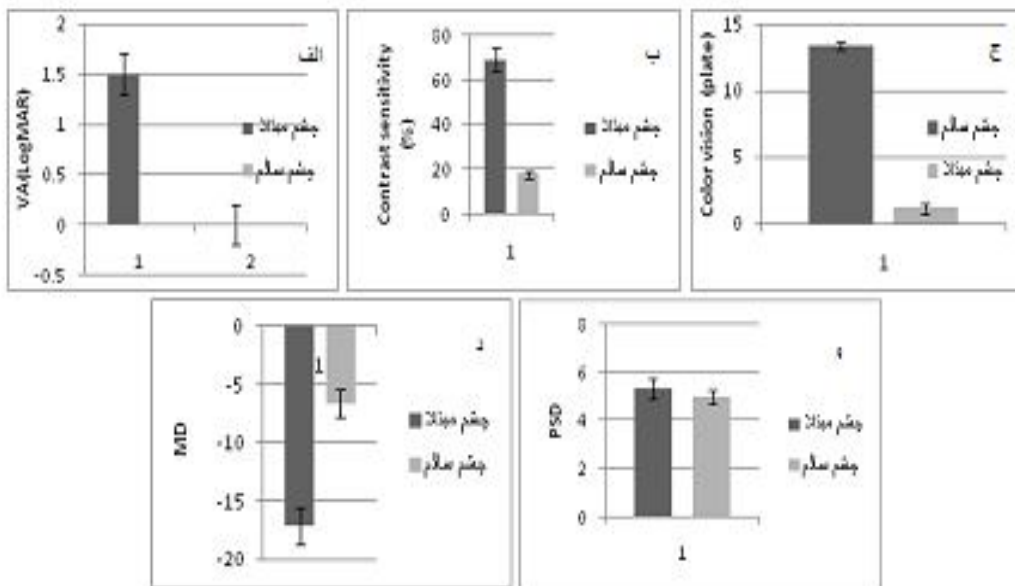 الف
VA(LogMAR)
2
1.5
1
0.5
0
-0.5
1
2
چشم مبتلا
چشم سالم
ب
Contrast sensitivity
(%)
80
60
40
20
0
1
چشم مبتلا
چشم سالم
ج
Color vision (plate)
15
10
5
0
1
چشم سالم
چشم مبتلا
د
MD
0
-5
-10
-15
-20
1
چشم مبتلا
چشم سالم
PSD
8
6
4
2
0
1
چشم مبتلا
چشم سالم